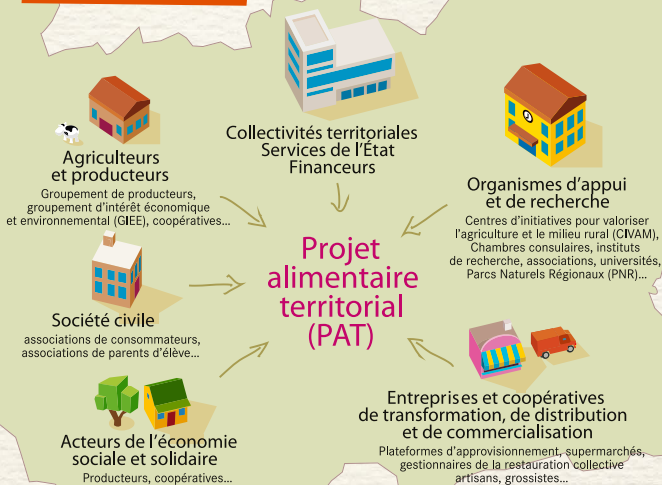 Collectivités territoriales
Services de l'État
Financeurs
Agriculteurs
et producteurs
Groupement de producteurs,
groupement d'intérêt économique
et environnemental (GIEE), coopératives...
Organismes d'appui
et de recherche
Centres d'initiatives pour valoriser
l'agriculture et le milieu rural (CIVAM),
Chambres consulaires, instituts
de recherche, associations, universités,
Parcs Naturels Régionaux (PNR)...
Projet
alimentaire
territorial
(PAT)
Société civile
associations de consommateurs,
associations de parents d'élève...
Acteurs de l'économie
sociale et solidaire
Producteurs, coopératives...
Entreprises et coopératives
de transformation, de distribution
et de commercialisation
Plateformes d'approvisionnement, supermarchés,
gestionnaires de la restauration collective
artisans, grossistes...